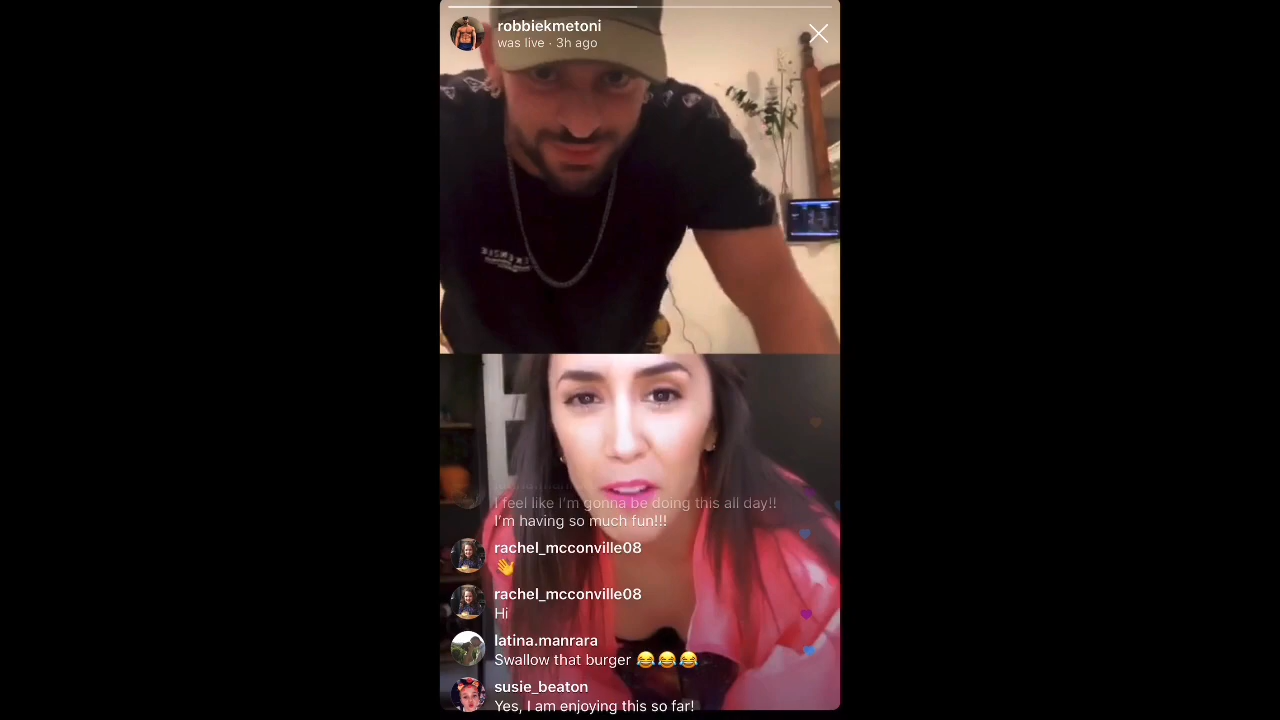 robbiekmetoni
was live · 3h ago
I feel like I'm gonna be doing this all day!!
I'm having so much fun!!!
rachel_mcconville08
👋
rachel_mcconville08
Hi
latina.manrara
Swallow that burger 😂😂😂
susie_beaton
Yes, I am enjoying this so far!